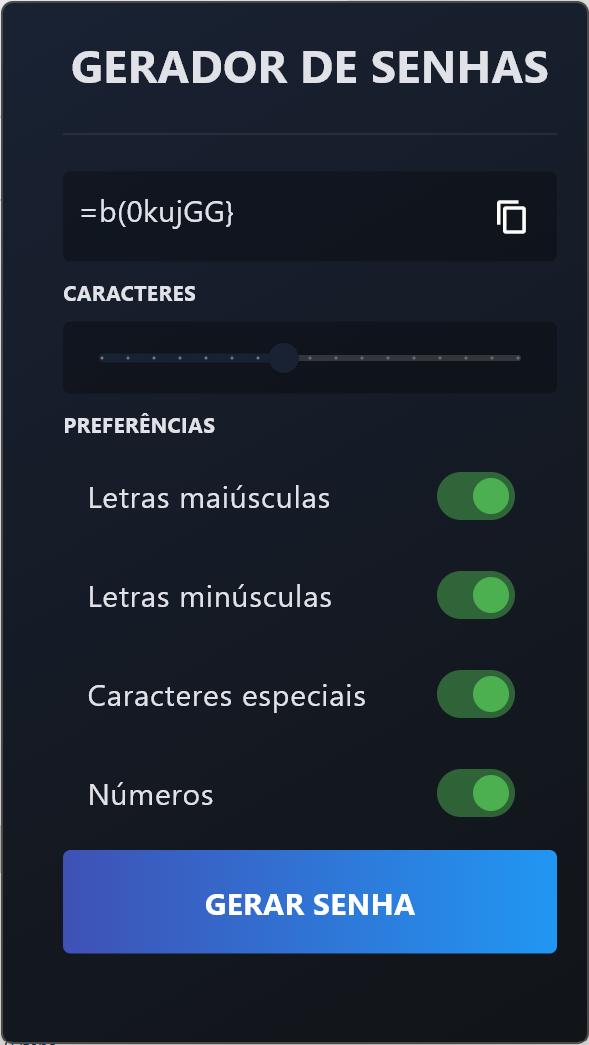 GERADOR DE SENHAS
=b(0kujGG}
CARACTERES
PREFERÊNCIAS
Letras maiúsculas
Letras minúsculas
Caracteres especiais
Números
GERAR SENHA